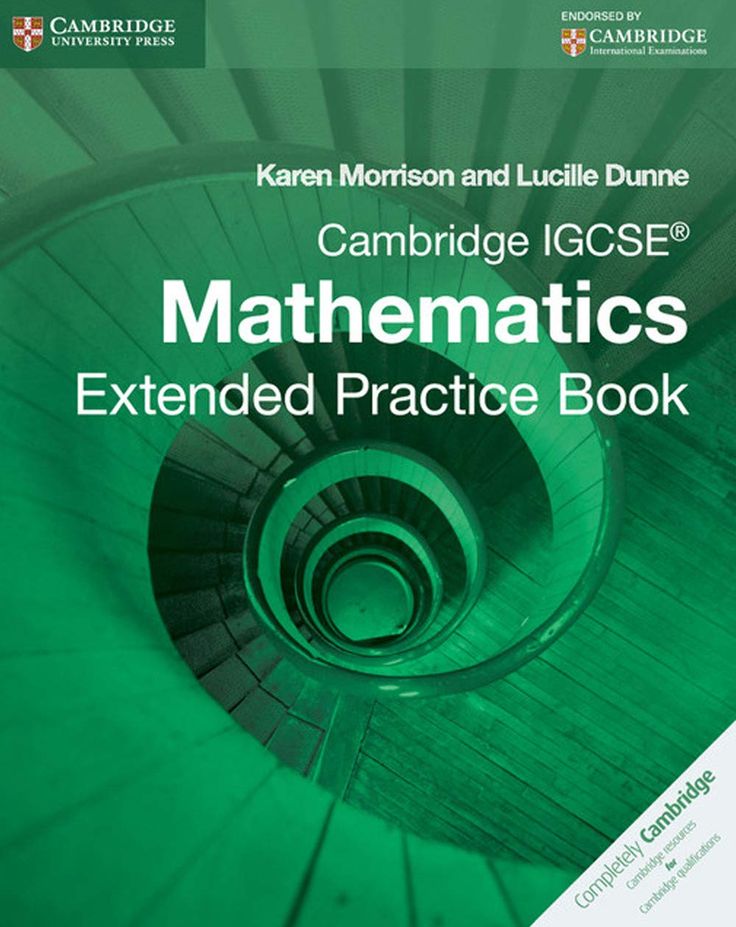 CAMBRIDGE
UNIVERSITY PRESS
ENDORSED BY
CAMBRIDGE
International Examinations
Karen Morrison and Lucille Dunne
Cambridge IGCSE®
Mathematics
Extended Practice Book
Completely Cambridge
Cambridge resources
for
Cambridge qualifications